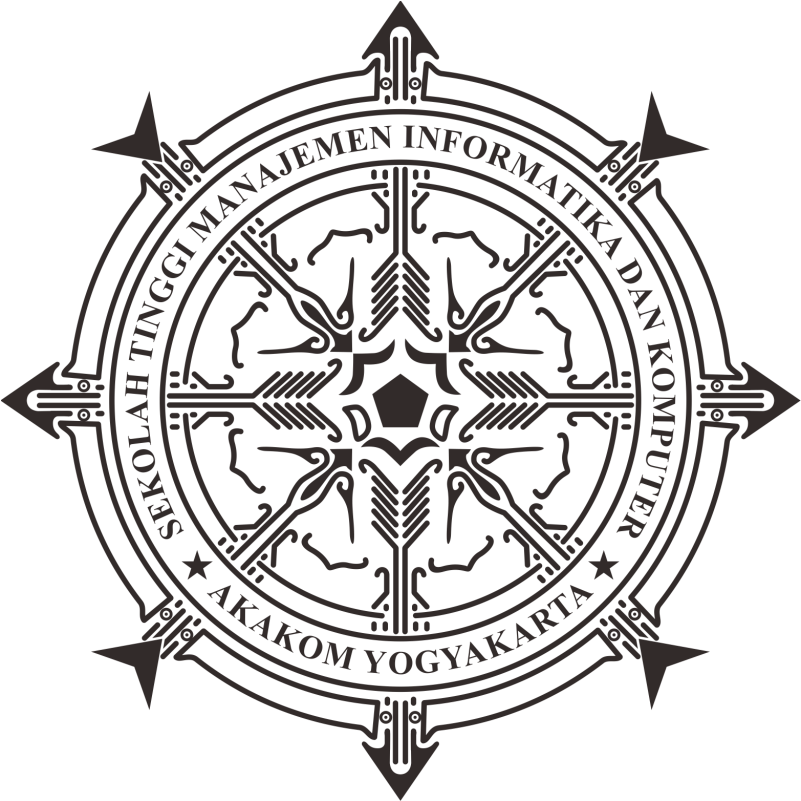 SEKOLAH TINGGI MANAJEMEN INFORMATIKA DAN KOMPUTER
AKAKOM YOGYAKARTA